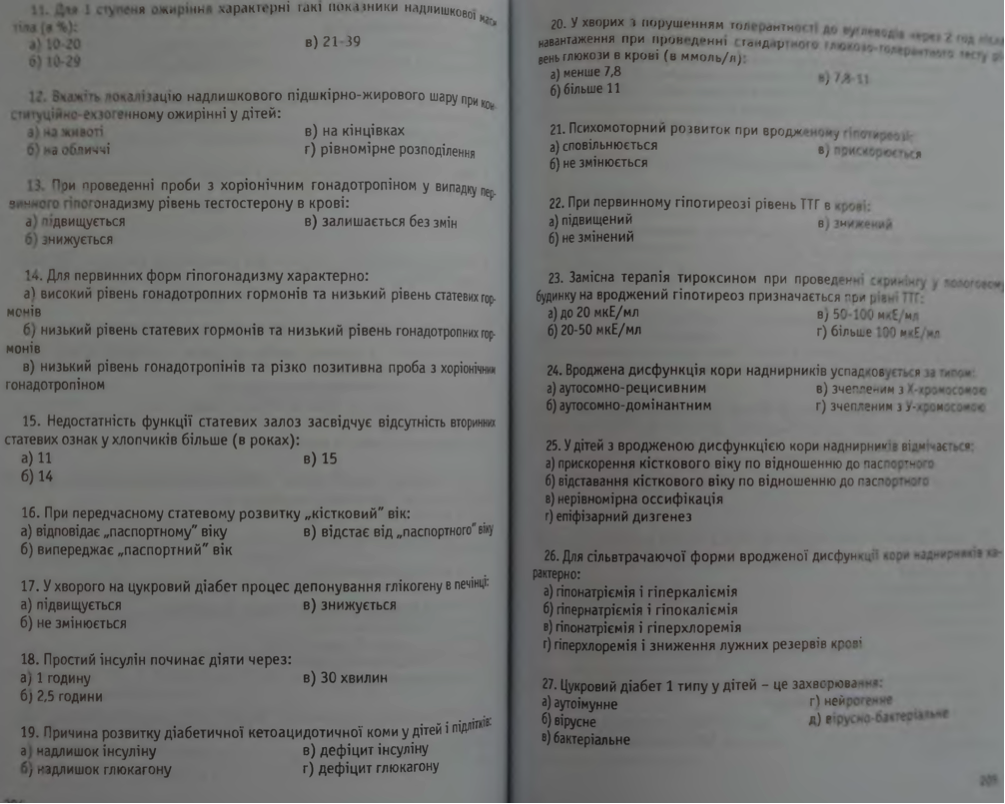 11. Для 1 ступеня ожиріння характерні такі показники надлишкової маси
тіла (в %):
а) 10-20
в) 21-39
б) 10-29
12. Вкажіть локалізацію надлишкового підшкірно-жирового шару при кон-
ституційно-екзогенному ожирінні у дітей:
а) на животі
в) на кінцівках
б) на обличчі
г) рівномірне розподілення
13. При проведенні проби з хоріонічним гонадотропіном у випадку пер-
винного гіпогонадизму рівень тестостерону в крові:
а) підвищується
в) залишається без змін
б) знижується
14. Для первинних форм гіпогонадизму характерно:
а) високий рівень гонадотропних гормонів та низький рівень статевих гор-
монів
б) низький рівень статевих гормонів та низький рівень гонадотропних гор-
монів
в) низький рівень гонадотропінів та різко позитивна проба з хоріонічним
гонадотропіном
15. Недостатність функції статевих залоз засвідчує відсутність вторинних
статевих ознак у хлопчиків більше (в роках):
а) 11
в) 15
б) 14
16. При передчасному статевому розвитку „кістковий" вік:
а) відповідає „паспортному" віку
в) відстає від „паспортного" віку
б) випереджає „паспортний" вік
17. У хворого на цукровий діабет процес депонування глікогену в печінці:
а) підвищується
в) знижується
б) не змінюється
18. Простий інсулін починає діяти через:
а) 1 годину
в) 30 хвилин
б) 2,5 години
19. Причина розвитку діабетичної кетоацидотичної коми у дітей і підлітків:
а) надлишок інсуліну
в) дефіцит інсуліну
б) надлишок глюкагону
г) дефіцит глюкагону
20. У хворих з порушенням толерантності до вуглеводів через 2 год після
навантаження при проведенні стандартного глюкозо-толерантного тесту рі-
вень глюкози в крові (в ммоль/л):
а) менше 7,8
в) 7,8-11
б) більше 11
21. Психомоторний розвиток при вродженому гіпотиреозі:
а) сповільнюється
в) прискорюється
б) не змінюється
22. При первинному гіпотиреозі рівень ТТГ в крові:
а) підвищений
в) знижений
б) не змінений
23. Замісна терапія тироксином при проведенні скринінгу у пологовому
будинку на вроджений гіпотиреоз призначається при рівні ТТГ:
а) до 20 мкЕ/мл
в) 50-100 мкЕ/мл
б) 20-50 мкЕ/мл
г) більше 100 мкЕ/мл
24. Вроджена дисфункція кори наднирників успадковується за типом:
а) аутосомно-рецисивним
в) зчепленим з Х-хромосомою
б) аутосомно-домінантним
г) зчепленим з У-хромосомою
25. У дітей з вродженою дисфункцією кори наднирників відмічається:
а) прискорення кісткового віку по відношенню до паспортного
б) відставання кісткового віку по відношенню до паспортного
в) нерівномірна оссифікація
г) епіфізарний дизгенез
26. Для сільвтрачаючої форми вродженої дисфункції кори наднирників ха-
рактерно:
а) гіпонатріємія і гіперкаліємія
б) гіпернатріємія і гіпокаліємія
в) гіпонатріємія і гіперхлоремія
г) гіперхлоремія і зниження лужних резервів крові
27. Цукровий діабет 1 типу у дітей – це захворювання:
а) аутоімунне
г) нейрогенне
б) вірусне
д) вірусно-бактеріальне
в) бактеріальне